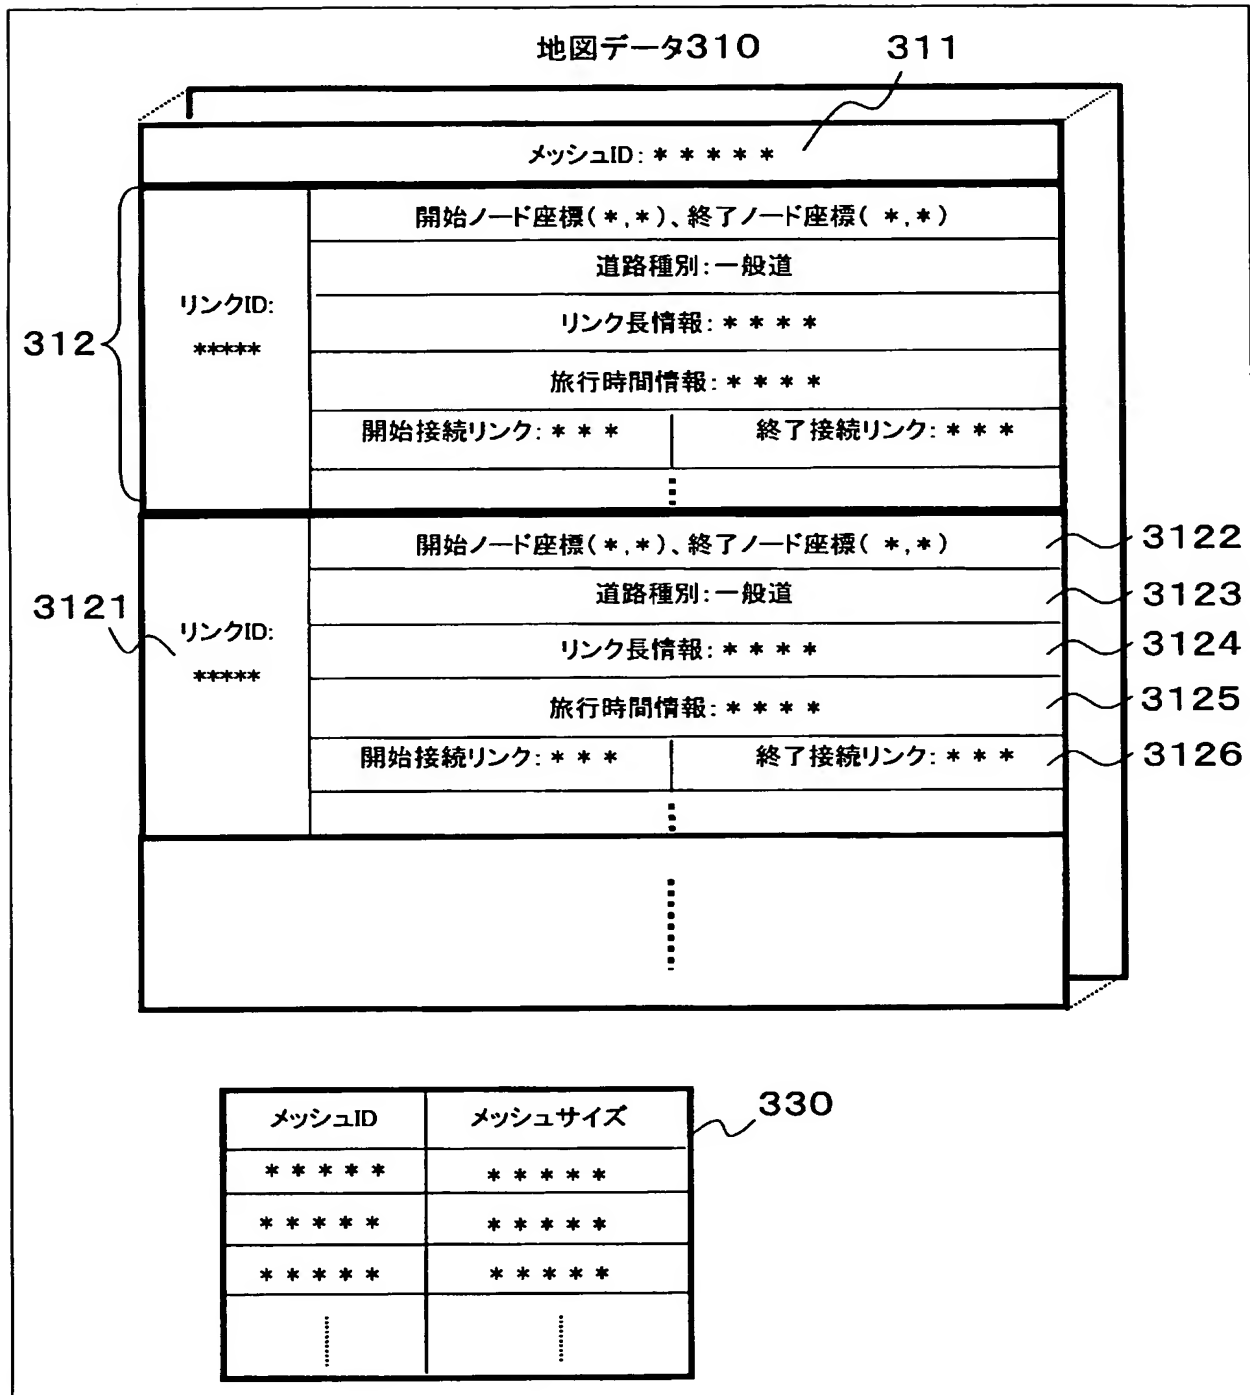 地図データ310
311
メッシュID:*****
312
リンクID:
*****
開始ノード座標(*,*)、終了ノード座標(*,*)
道路種別:一般道
リンク長情報:****
旅行時間情報:****
開始接続リンク:*** 終了接続リンク:***
3121
リンクID:
*****
開始ノード座標(*,*)、終了ノード座標(*,*) 3122
道路種別:一般道 3123
リンク長情報:**** 3124
旅行時間情報:**** 3125
開始接続リンク:*** 終了接続リンク:*** 3126
330
メッシュID メッシュサイズ
***** *****
***** *****
***** *****